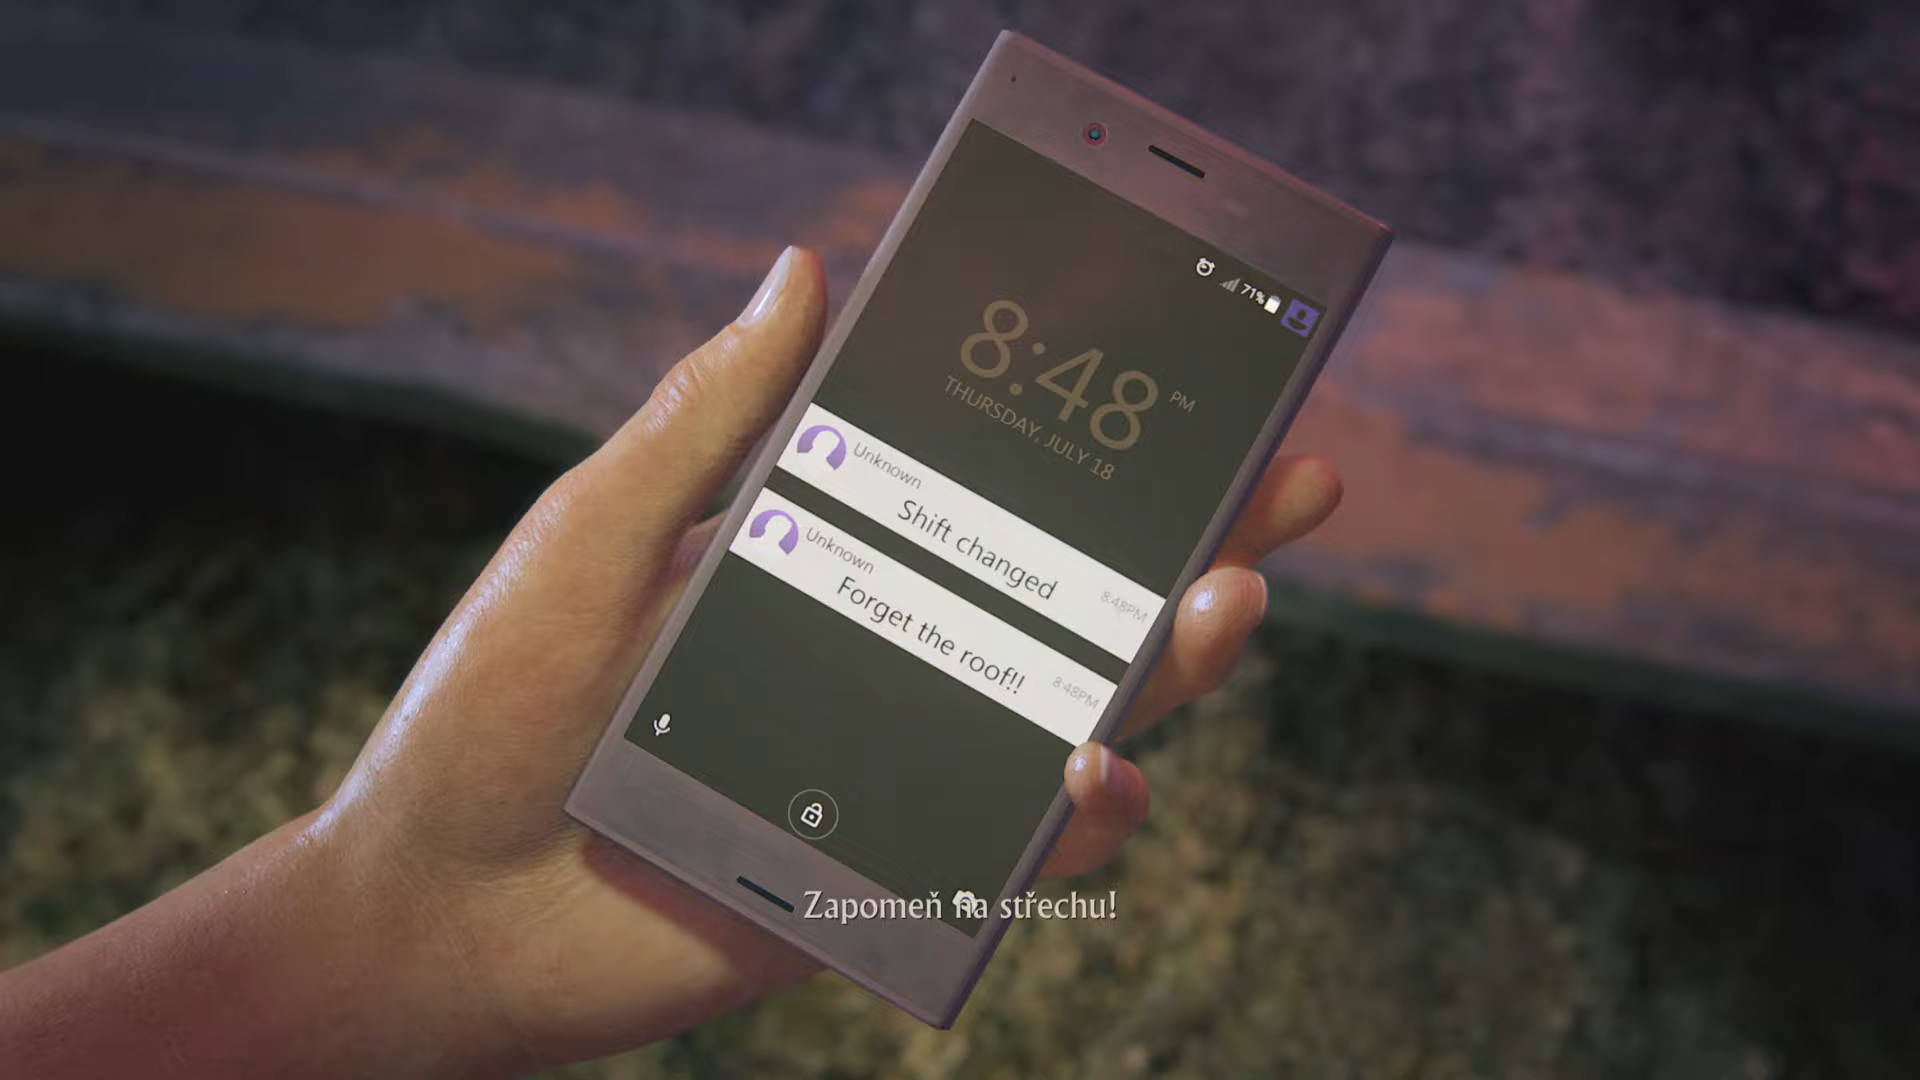 71%
8:48 PM
THURSDAY, JULY 18
Unknown
Shift changed
8:48PM
Unknown
Forget the roof!!
8:48PM
Zapomeň na střechu!